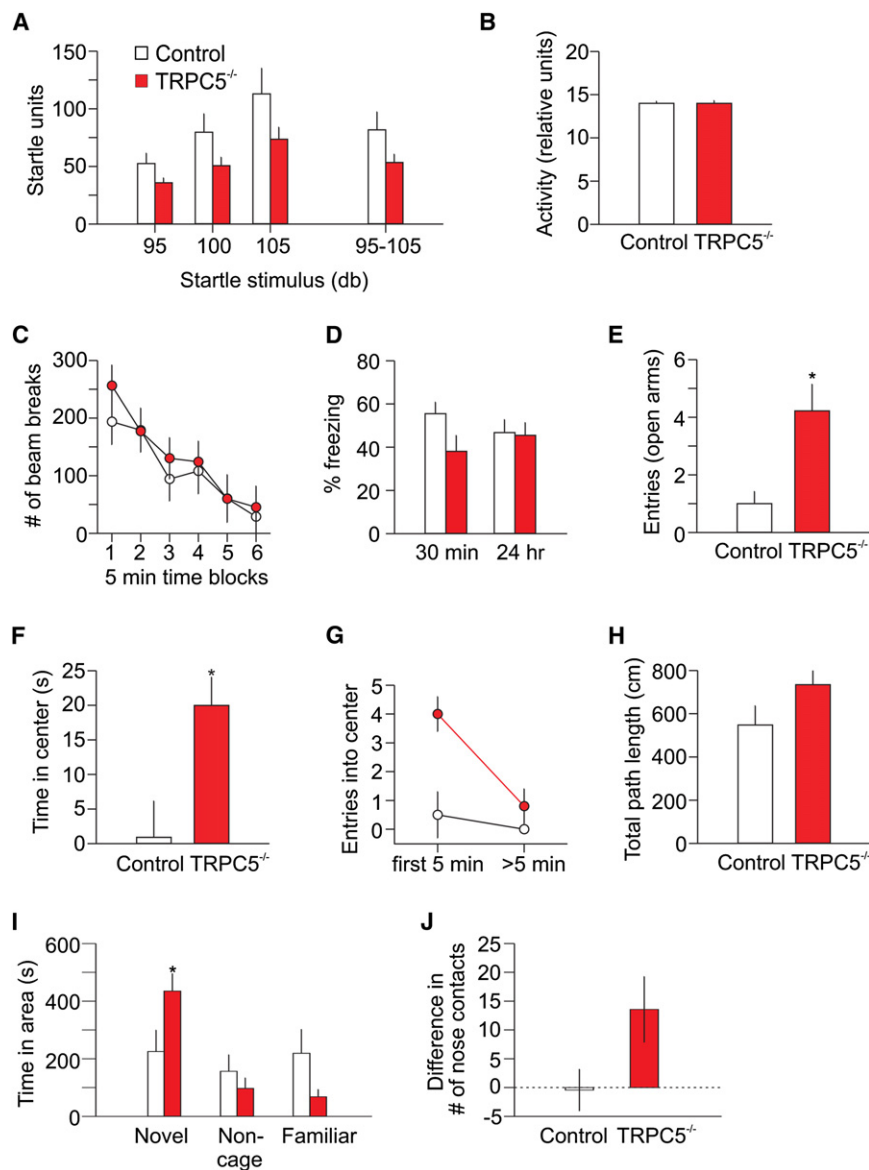 A
Startle units
150
100
50
0
Control
TRPC5-/-
95 100 105 95-105
Startle stimulus (db)
B
Activity (relative units)
20
15
10
5
0
Control TRPC5-/-
C
# of beam breaks
300
200
100
0
1 2 3 4 5 6
5 min time blocks
D
% freezing
80
60
40
20
0
30 min 24 hr
E
Entries (open arms)
6
4
2
0
*
Control TRPC5-/-
F
Time in center (s)
25
20
15
10
5
0
*
Control TRPC5-/-
G
Entries into center
5
4
3
2
1
0
first 5 min >5 min
H
Total path length (cm)
800
600
400
200
0
Control TRPC5-/-
I
Time in area (s)
600
400
200
0
*
Novel Non- Familiar
cage
J
Difference in
# of nose contacts
25
20
15
10
5
0
-5
Control TRPC5-/-